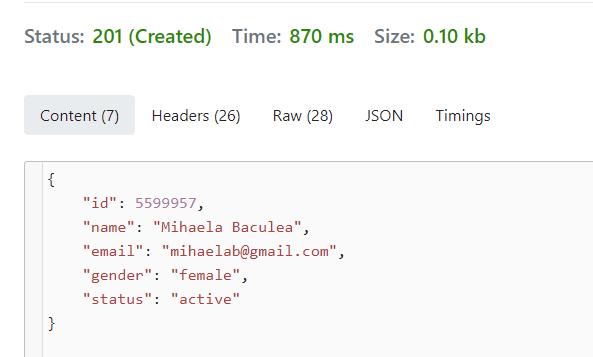 Status: 201 (Created) Time: 870 ms Size: 0.10 kb
Content (7) Headers (26) Raw (28) JSON Timings
{
    "id": 5599957,
    "name": "Mihaela Baculea",
    "email": "mihaelab@gmail.com",
    "gender": "female",
    "status": "active"
}